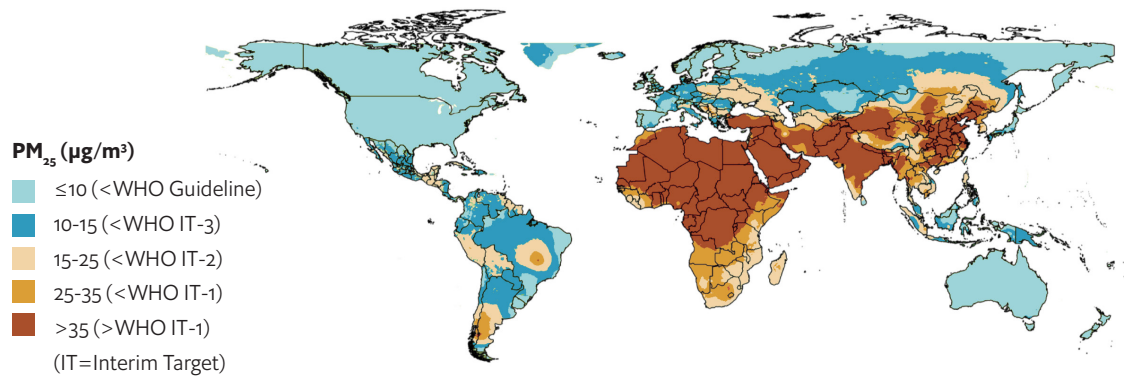 PM₂₅ (µg/m³)
≤10 (<WHO Guideline)
10-15 (<WHO IT-3)
15-25 (<WHO IT-2)
25-35 (<WHO IT-1)
>35 (>WHO IT-1)
(IT=Interim Target)